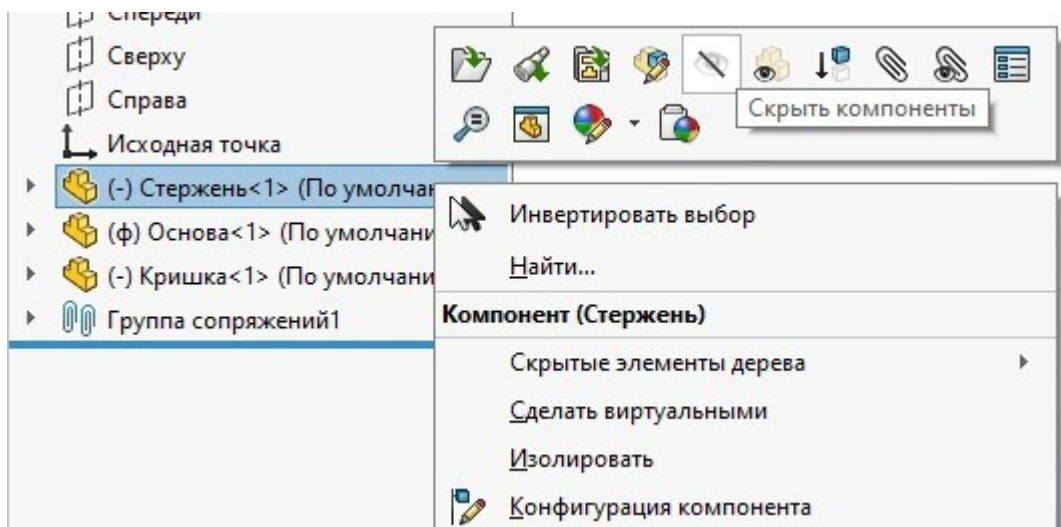 Спереди
Сверху
Справа
Исходная точка
(-) Стержень<1> (По умолчан
(ф) Основа<1> (По умолчани
(-) Кришка<1> (По умолчани
Группа сопряжений1
Скрыть компоненты
Инвертировать выбор
Найти...
Компонент (Стержень)
Скрытые элементы дерева
Сделать виртуальными
Изолировать
Конфигурация компонента